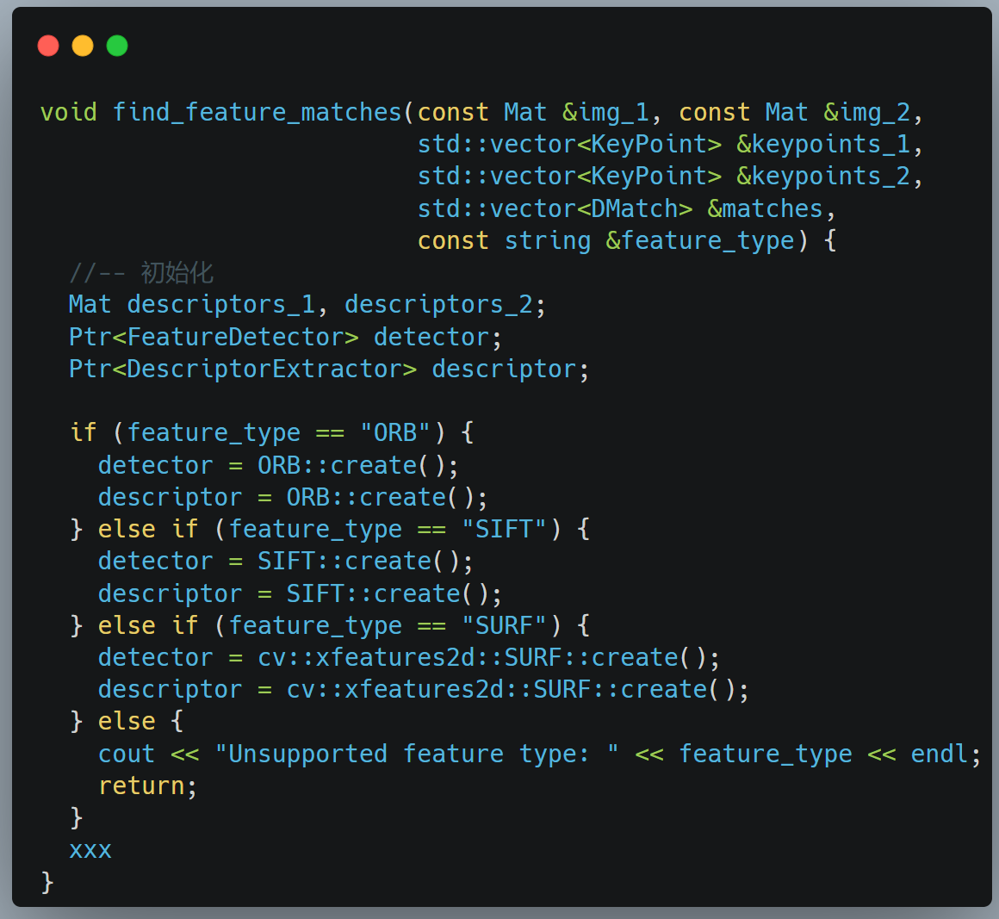 void find_feature_matches(const Mat &img_1, const Mat &img_2,
                          std::vector<KeyPoint> &keypoints_1,
                          std::vector<KeyPoint> &keypoints_2,
                          std::vector<DMatch> &matches,
                          const string &feature_type) {
  //-- 初始化
  Mat descriptors_1, descriptors_2;
  Ptr<FeatureDetector> detector;
  Ptr<DescriptorExtractor> descriptor;

  if (feature_type == "ORB") {
    detector = ORB::create();
    descriptor = ORB::create();
  } else if (feature_type == "SIFT") {
    detector = SIFT::create();
    descriptor = SIFT::create();
  } else if (feature_type == "SURF") {
    detector = cv::xfeatures2d::SURF::create();
    descriptor = cv::xfeatures2d::SURF::create();
  } else {
    cout << "Unsupported feature type: " << feature_type << endl;
    return;
  }
  xxx
}